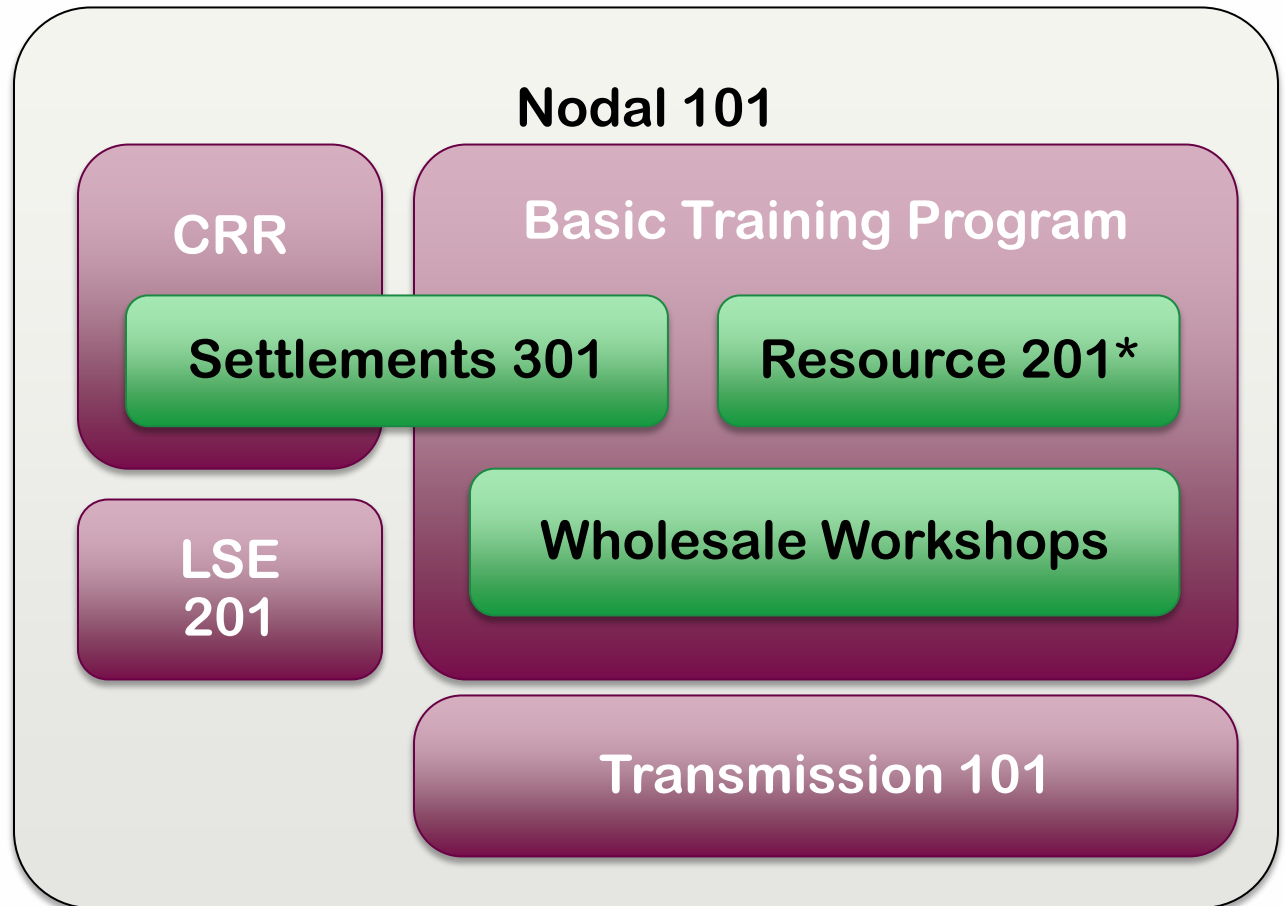 Nodal 101
CRR
Basic Training Program
Settlements 301
Resource 201*
Wholesale Workshops
LSE
201
Transmission 101